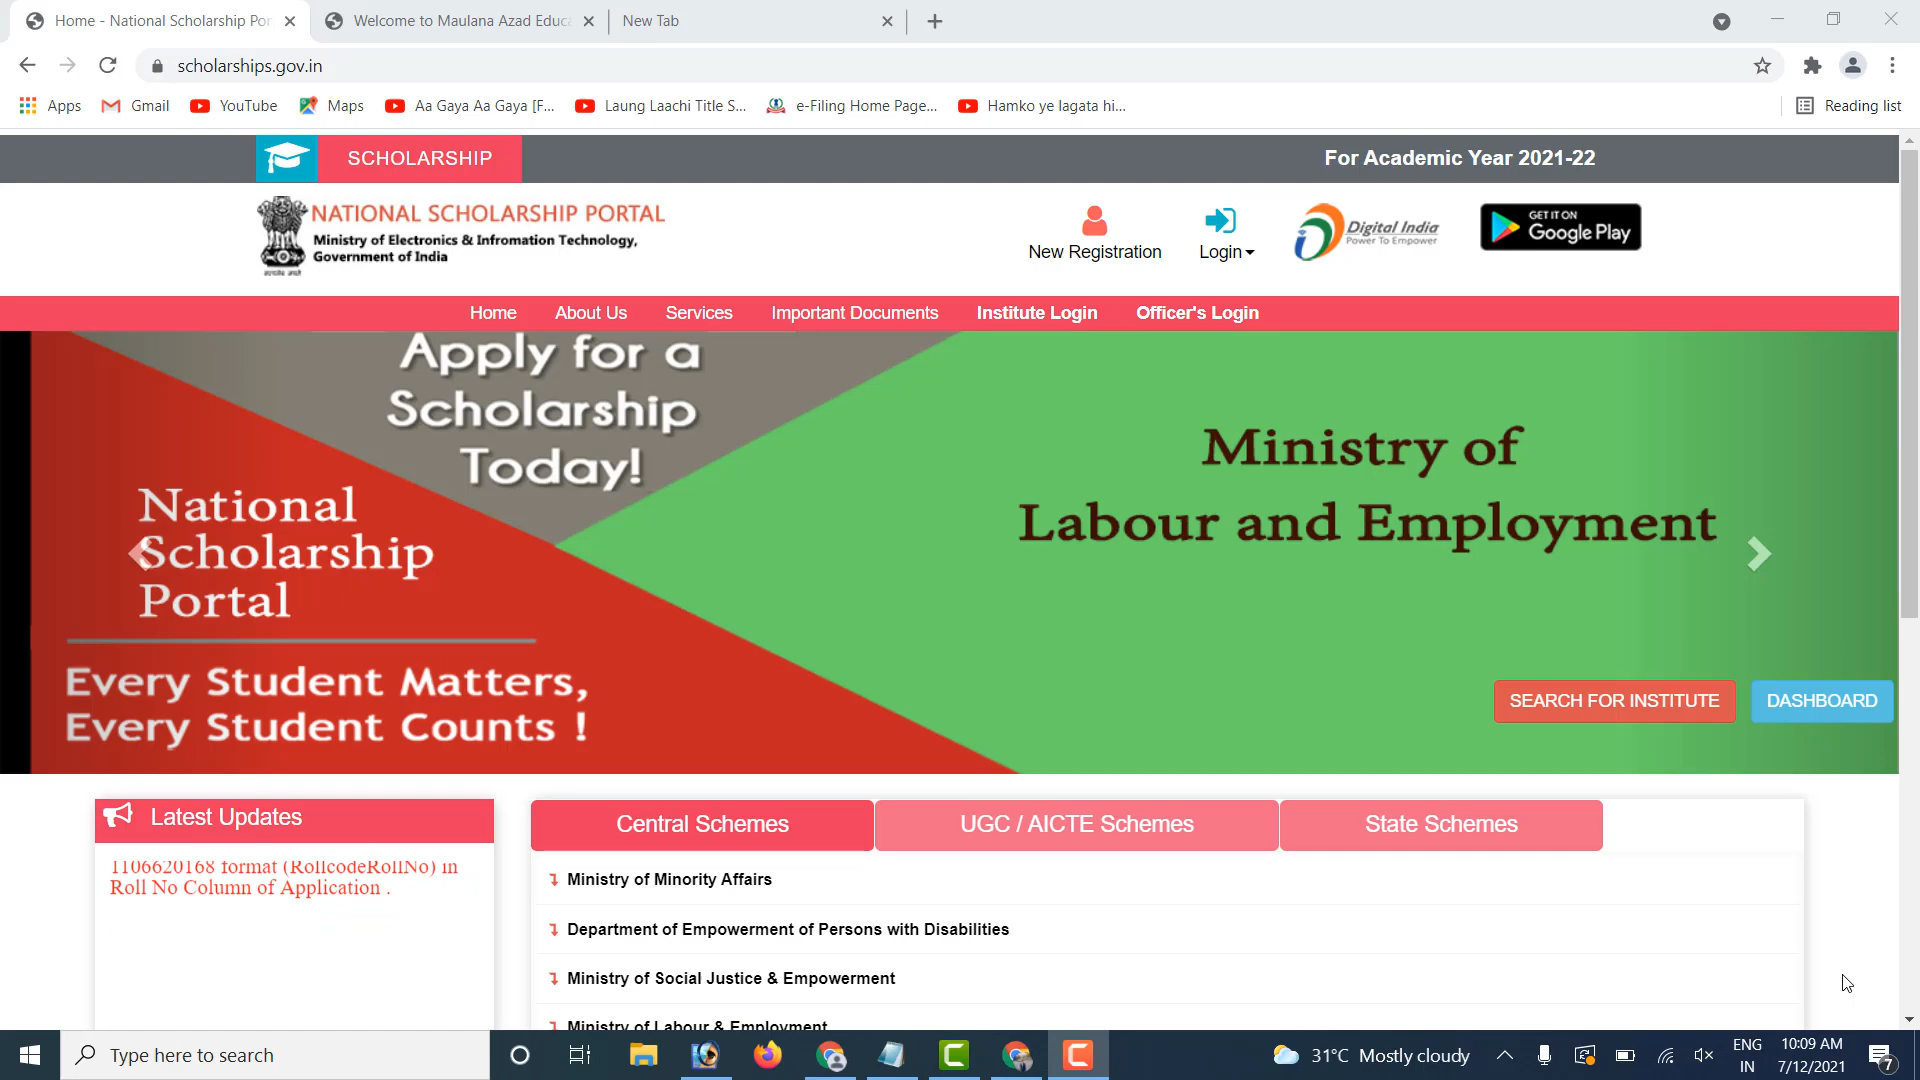 Home - National Scholarship Por
Welcome to Maulana Azad Educa
New Tab
scholarships.gov.in
Apps
Gmail
YouTube
Maps
Aa Gaya Aa Gaya [F...
Laung Laachi Title S...
e-Filing Home Page...
Hamko ye lagata hi...
Reading list
SCHOLARSHIP
For Academic Year 2021-22
NATIONAL SCHOLARSHIP PORTAL
Ministry of Electronics & Infromation Technology,
Government of India
New Registration
Login
Digital India
Power To Empower
GET IT ON
Google Play
Home
About Us
Services
Important Documents
Institute Login
Officer's Login
Apply for a
Scholarship
Today!
National
Scholarship
Portal
Every Student Matters,
Every Student Counts !
Ministry of
Labour and Employment
SEARCH FOR INSTITUTE
DASHBOARD
Latest Updates
1106620168 format (RollcodeRollNo) in
Roll No Column of Application .
Central Schemes
UGC / AICTE Schemes
State Schemes
Ministry of Minority Affairs
Department of Empowerment of Persons with Disabilities
Ministry of Social Justice & Empowerment
Ministry of Labour & Employment
Type here to search
31°C Mostly cloudy
ENG
IN
10:09 AM
7/12/2021
7